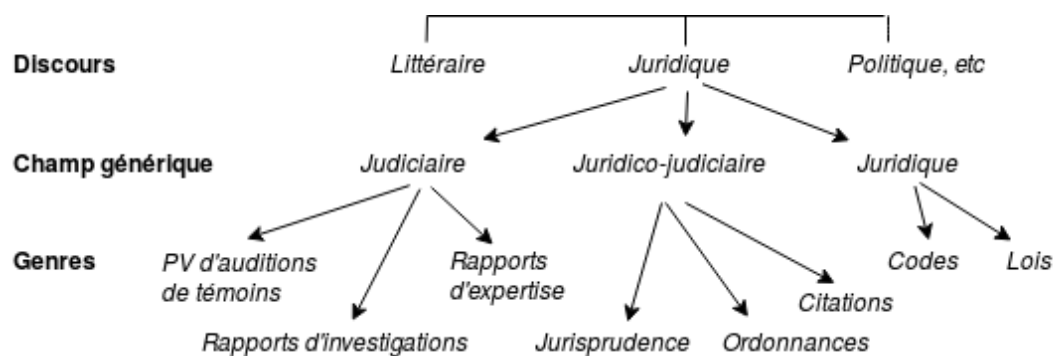 Discours Littéraire Juridique Politique, etc
Champ générique Judiciaire Juridico-judiciaire Juridique
Genres PV d'auditions de témoins Rapports d'expertise Codes Lois
Citations
Rapports d'investigations Jurisprudence Ordonnances